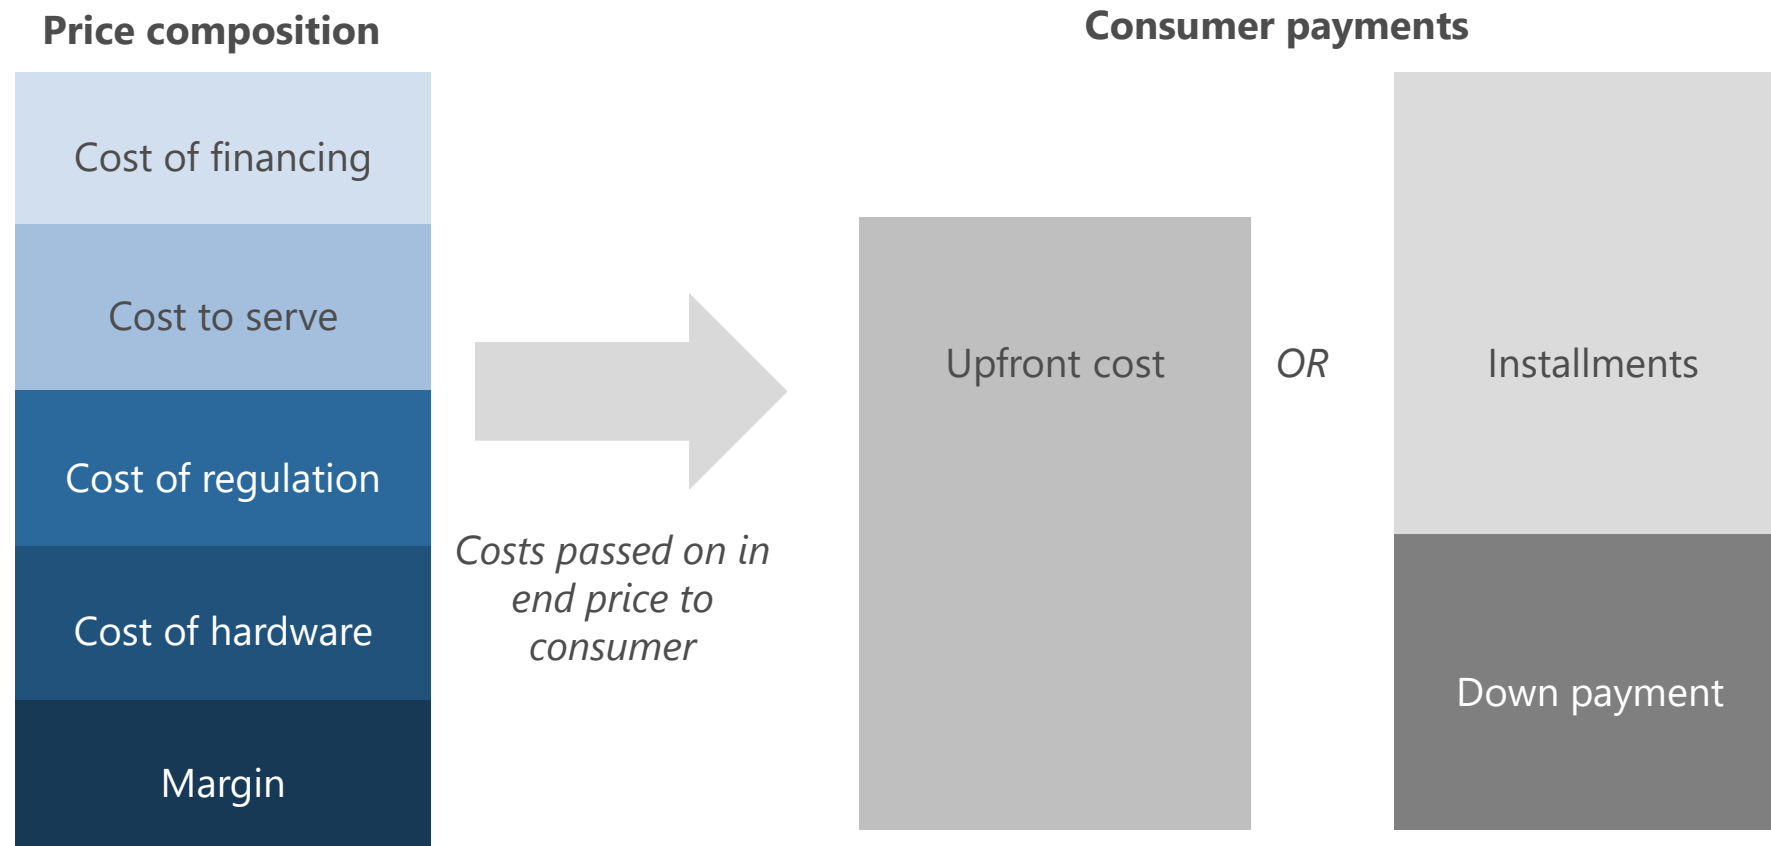 Price composition
Consumer payments
Cost of financing
Cost to serve
Cost of regulation
Cost of hardware
Margin
Costs passed on in
end price to
consumer
Upfront cost
OR
Installments
Down payment